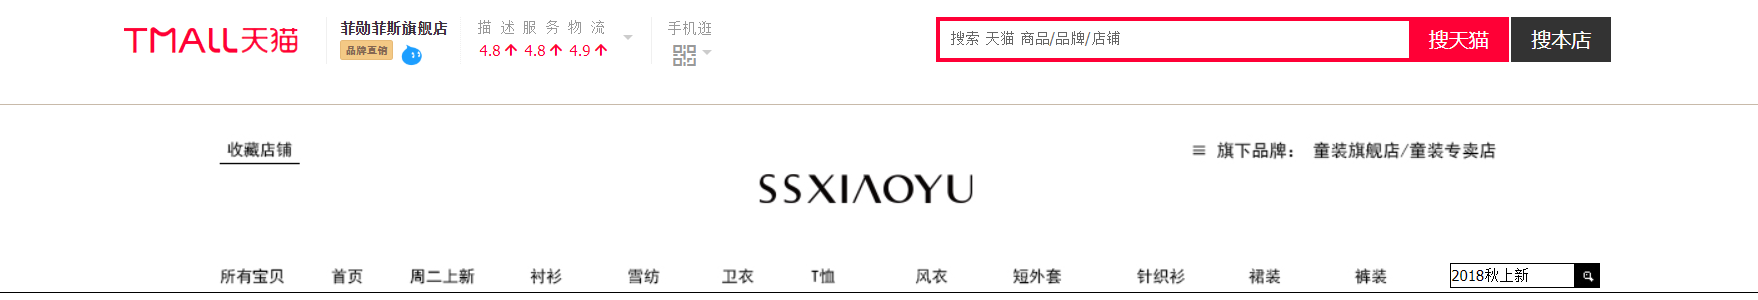 TMALL天猫
菲勋菲斯旗舰店
品牌直销
描 述 服 务 物 流
4.8 4.8 4.9
手机逛
搜索 天猫 商品/品牌/店铺
搜天猫
搜本店
收藏店铺
旗下品牌： 童装旗舰店/童装专卖店
SSXIAOYU
所有宝贝 首页 周二上新 衬衫 雪纺 卫衣 T恤 风衣 短外套 针织衫 裙装 裤装 2018秋上新